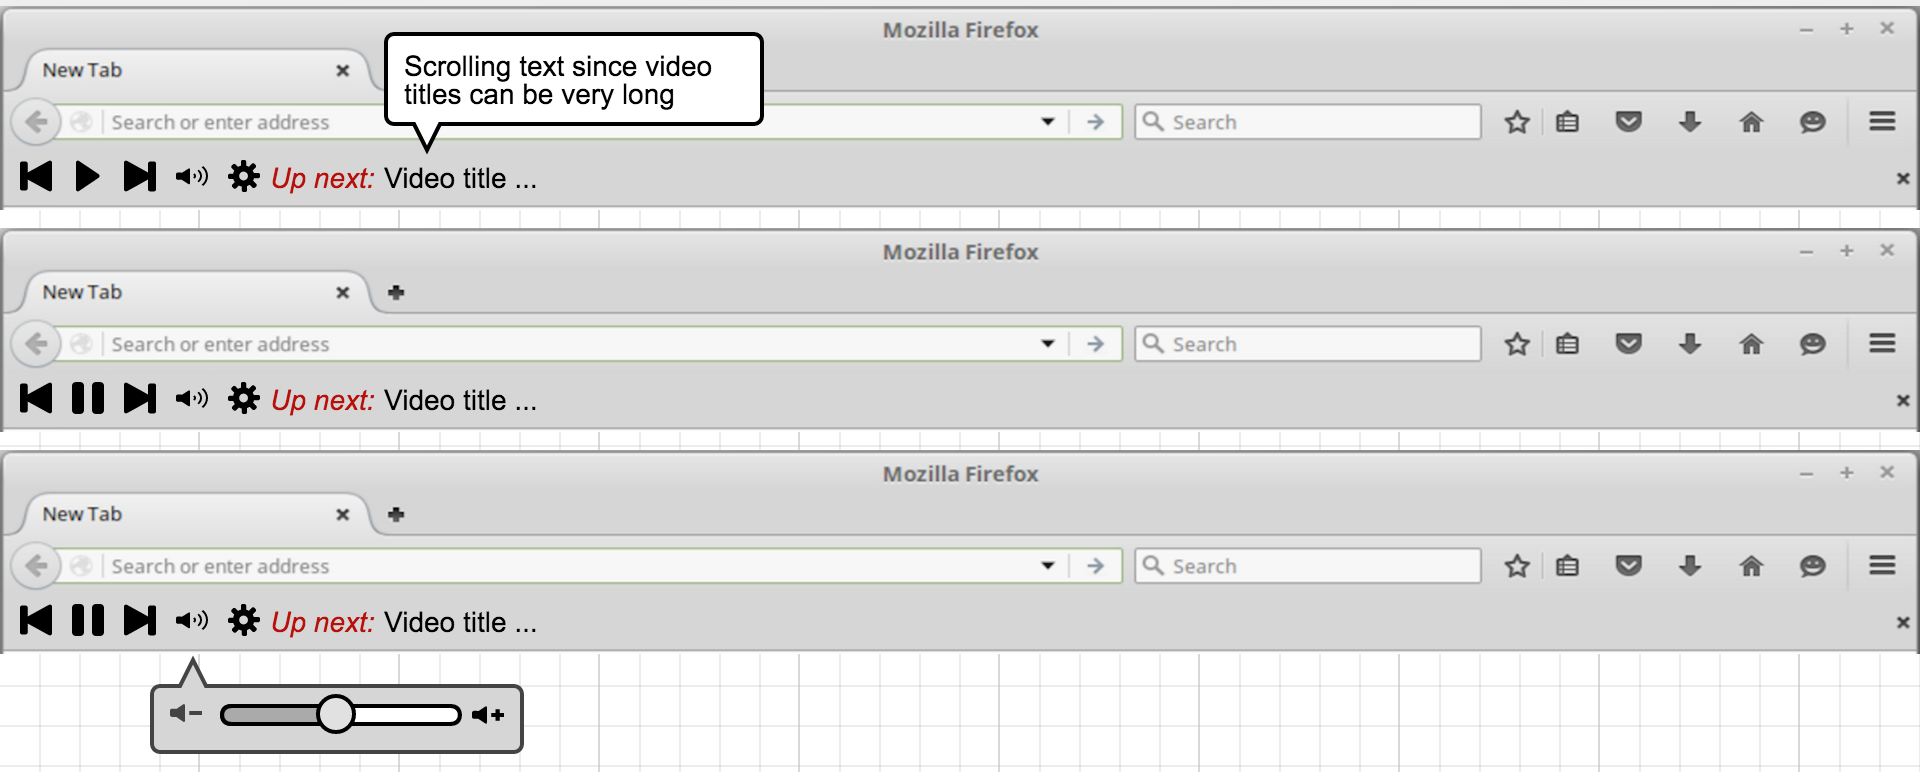 Mozilla Firefox
Scrolling text since video
titles can be very long
New Tab
Search or enter address
Search
Up next: Video title ...
Mozilla Firefox
New Tab
Search or enter address
Search
Up next: Video title ...
Mozilla Firefox
New Tab
Search or enter address
Search
Up next: Video title ...